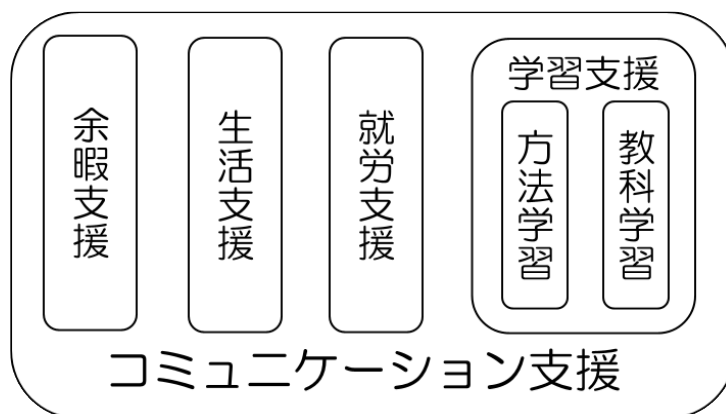 余暇支援
生活支援
就労支援
学習支援
方法学習
教科学習
コミュニケーション支援